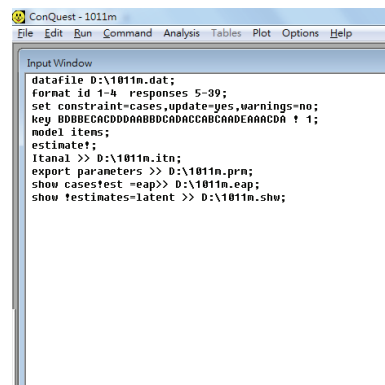 ConQuest - 1011m
File Edit Run Command Analysis Tables Plot Options Help
Input Window
datafile D:\1011m.dat;
format id 1-4 responses 5-39;
set constraint=cases,update=yes,warnings=no;
key BDBBECACDDDAABBDCADACCABCAADEAAACDA ! 1;
model items;
estimate!;
Itanal >> D:\1011m.itn;
export parameters >> D:\1011m.prm;
show cases!est =eap>> D:\1011m.eap;
show !estimates=latent >> D:\1011m.shw;